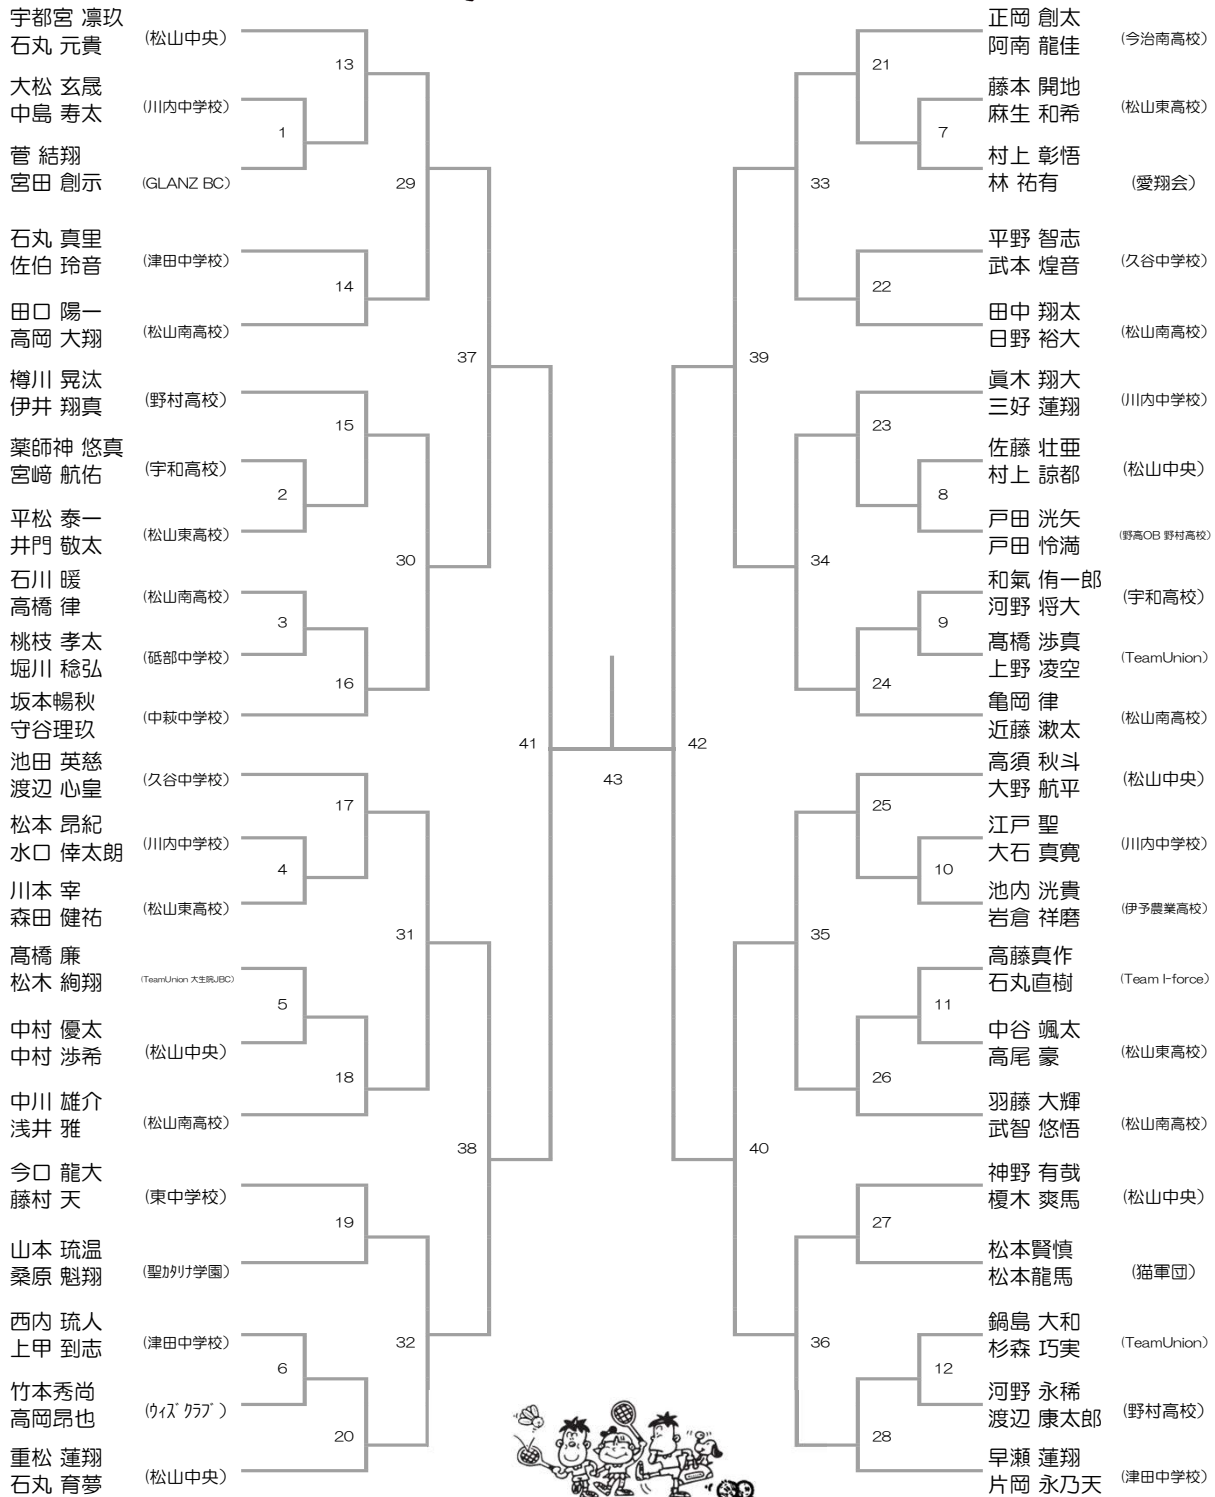 宇都宮 凛玖
石丸 元貴
(松山中央)
大松 玄晟
中島 寿太
(川内中学校)
菅 結翔
宮田 創示
(GLANZ BC)
石丸 真里
佐伯 玲音
(津田中学校)
田口 陽一
高岡 大翔
(松山南高校)
樽川 晃汰
伊井 翔真
(野村高校)
薬師神 悠真
宮﨑 航佑
(宇和高校)
平松 泰一
井門 敬太
(松山東高校)
石川 暖
高橋 律
(松山南高校)
桃枝 孝太
堀川 稔弘
(砥部中学校)
坂本暢秋
守谷理玖
(中萩中学校)
池田 英慈
渡辺 心皇
(久谷中学校)
松本 昂紀
水口 倖太朗
(川内中学校)
川本 宰
森田 健祐
(松山東高校)
髙橋 廉
松木 絢翔
(TeamUnion 大生院JBC)
中村 優太
中村 渉希
(松山中央)
中川 雄介
浅井 雅
(松山南高校)
今口 龍大
藤村 天
(東中学校)
山本 琉温
桑原 魁翔
(聖ｶﾀﾘﾅ学園)
西内 琉人
上甲 到志
(津田中学校)
竹本秀尚
高岡昂也
(ｳｨｽﾞｸﾗﾌﾞ)
重松 蓮翔
石丸 育夢
(松山中央)
13
1
29
14
37
15
2
30
3
16
41
17
4
31
5
18
38
19
32
6
20
43
21
7
33
22
39
23
8
34
9
24
42
25
10
35
11
26
40
27
36
12
28
正岡 創太
阿南 龍佳
(今治南高校)
藤本 開地
麻生 和希
(松山東高校)
村上 彰悟
林 祐有
(愛翔会)
平野 智志
武本 煌音
(久谷中学校)
田中 翔太
日野 裕大
(松山南高校)
眞木 翔大
三好 蓮翔
(川内中学校)
佐藤 壮亜
村上 諒都
(松山中央)
戸田 洸矢
戸田 怜満
(野高OB 野村高校)
和氣 侑一郎
河野 将大
(宇和高校)
髙橋 渉真
上野 凌空
(TeamUnion)
亀岡 律
近藤 漱太
(松山南高校)
高須 秋斗
大野 航平
(松山中央)
江戸 聖
大石 真寛
(川内中学校)
池内 洸貴
岩倉 祥磨
(伊予農業高校)
高藤真作
石丸直樹
(Team I-force)
中谷 颯太
高尾 豪
(松山東高校)
羽藤 大輝
武智 悠悟
(松山南高校)
神野 有哉
榎木 爽馬
(松山中央)
松本賢慎
松本龍馬
(猫軍団)
鍋島 大和
杉森 巧実
(TeamUnion)
河野 永稀
渡辺 康太郎
(野村高校)
早瀬 蓮翔
片岡 永乃天
(津田中学校)